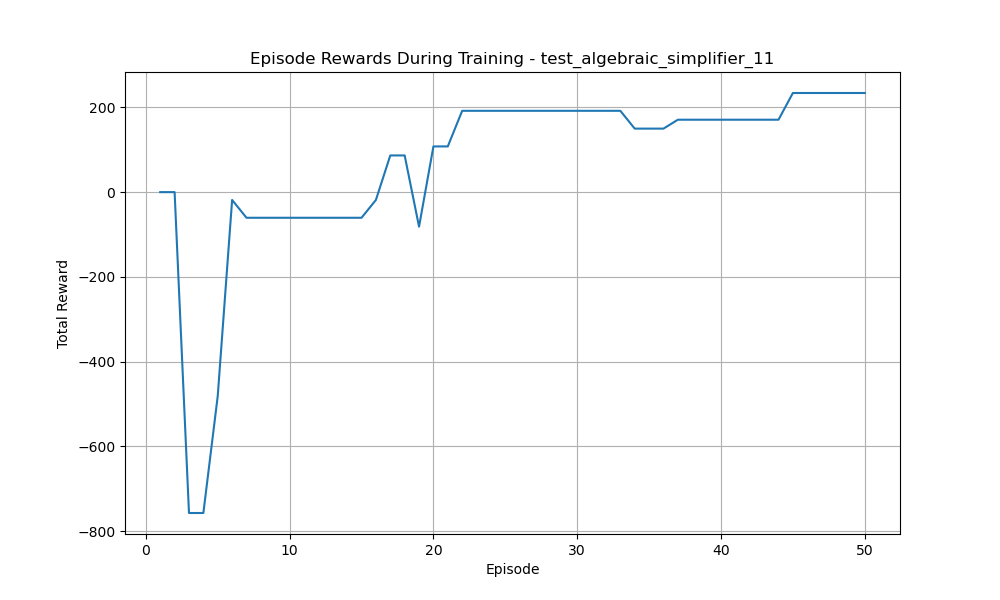 Episode Rewards During Training - test_algebraic_simplifier_11
Total Reward
200
0
−200
−400
−600
−800
0 10 20 30 40 50
Episode